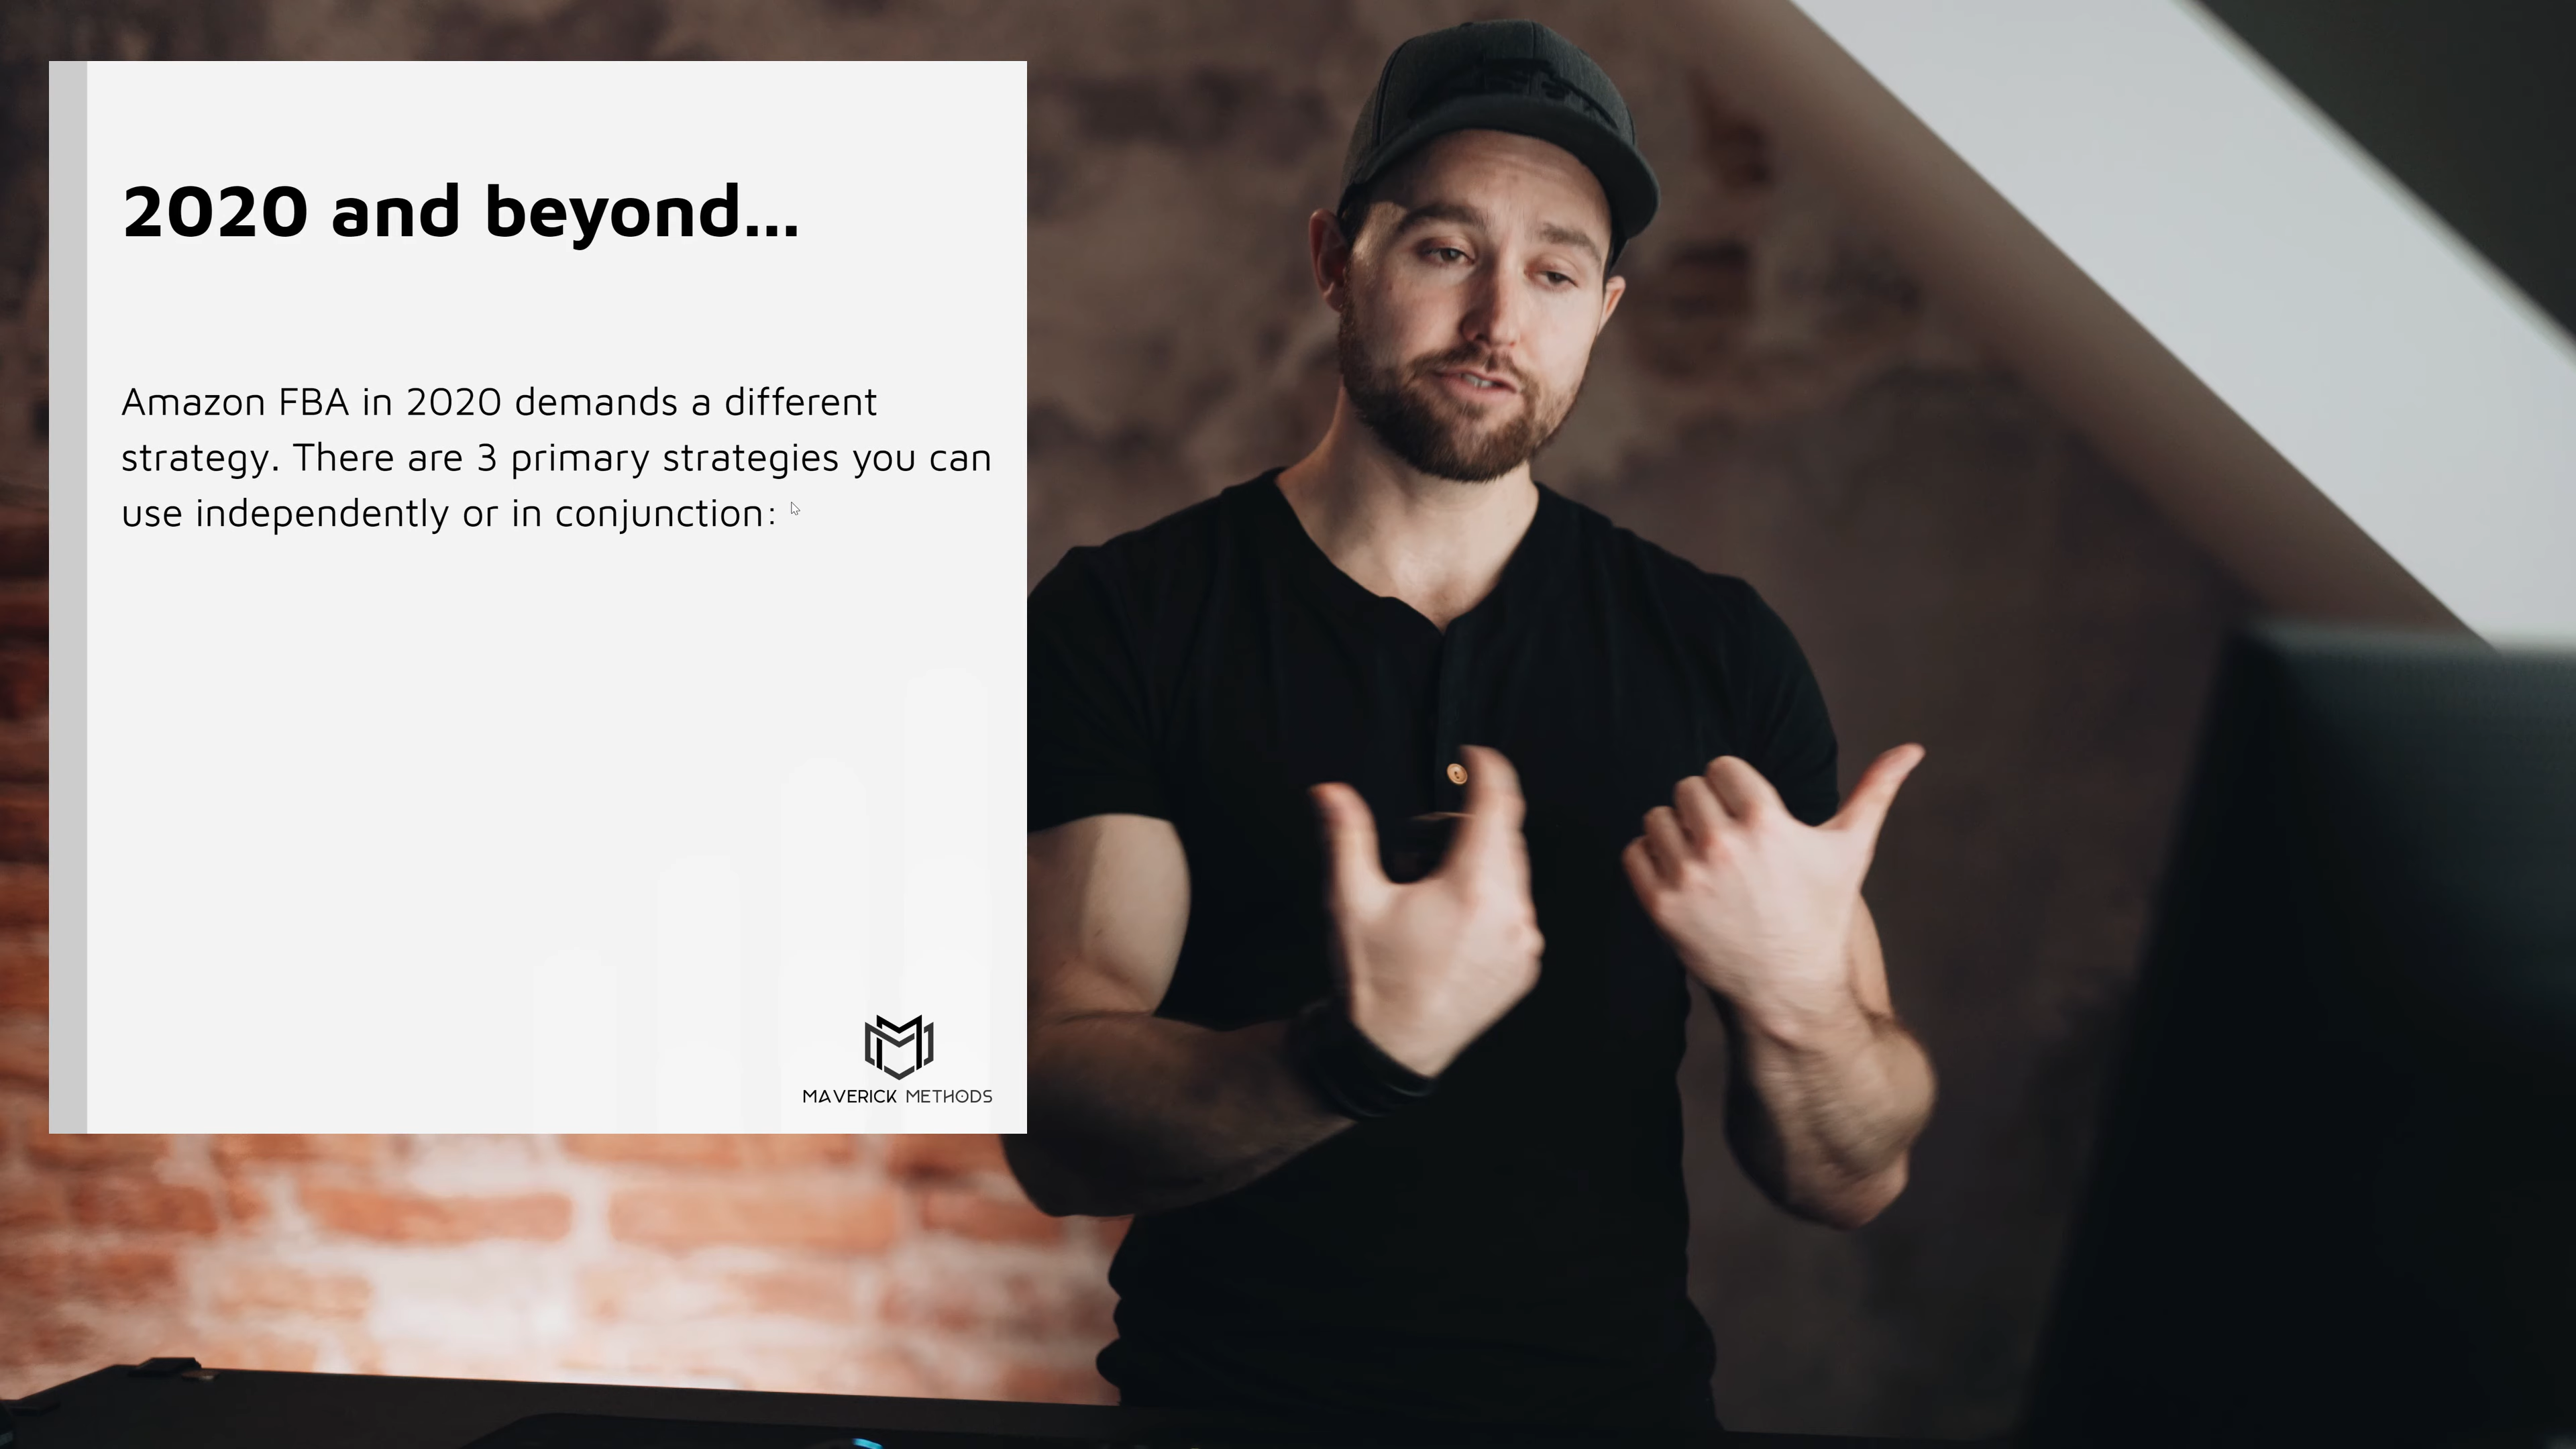 2020 and beyond...
Amazon FBA in 2020 demands a different
strategy. There are 3 primary strategies you can
use independently or in conjunction:
MAVERICK METHODS